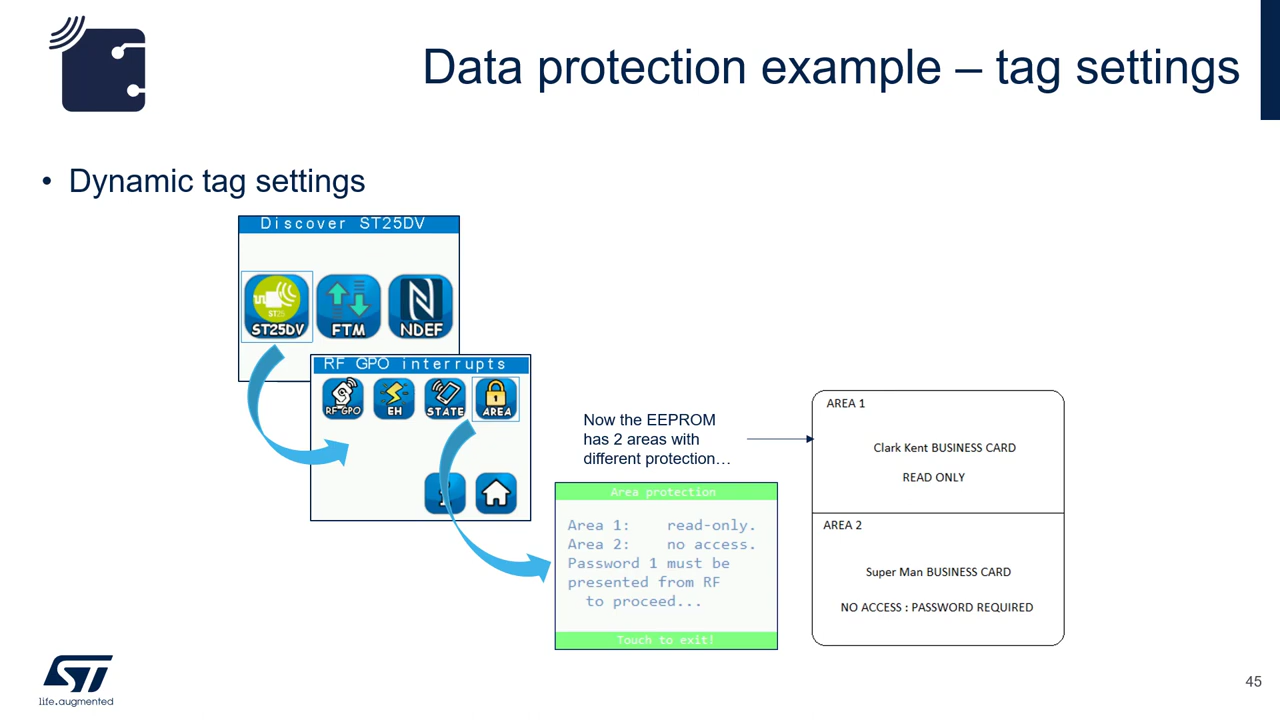 Data protection example – tag settings
• Dynamic tag settings
Discover ST25DV
ST25
ST25DV
FTM
NDEF
RF GPO interrupts
RF GPO
EH
STATE
AREA
Now the EEPROM
has 2 areas with
different protection…
Area protection
Area 1: read-only.
Area 2: no access.
Password 1 must be
presented from RF
to proceed...
Touch to exit!
AREA 1
Clark Kent BUSINESS CARD
READ ONLY
AREA 2
Super Man BUSINESS CARD
NO ACCESS : PASSWORD REQUIRED
ST
life.augmented
45